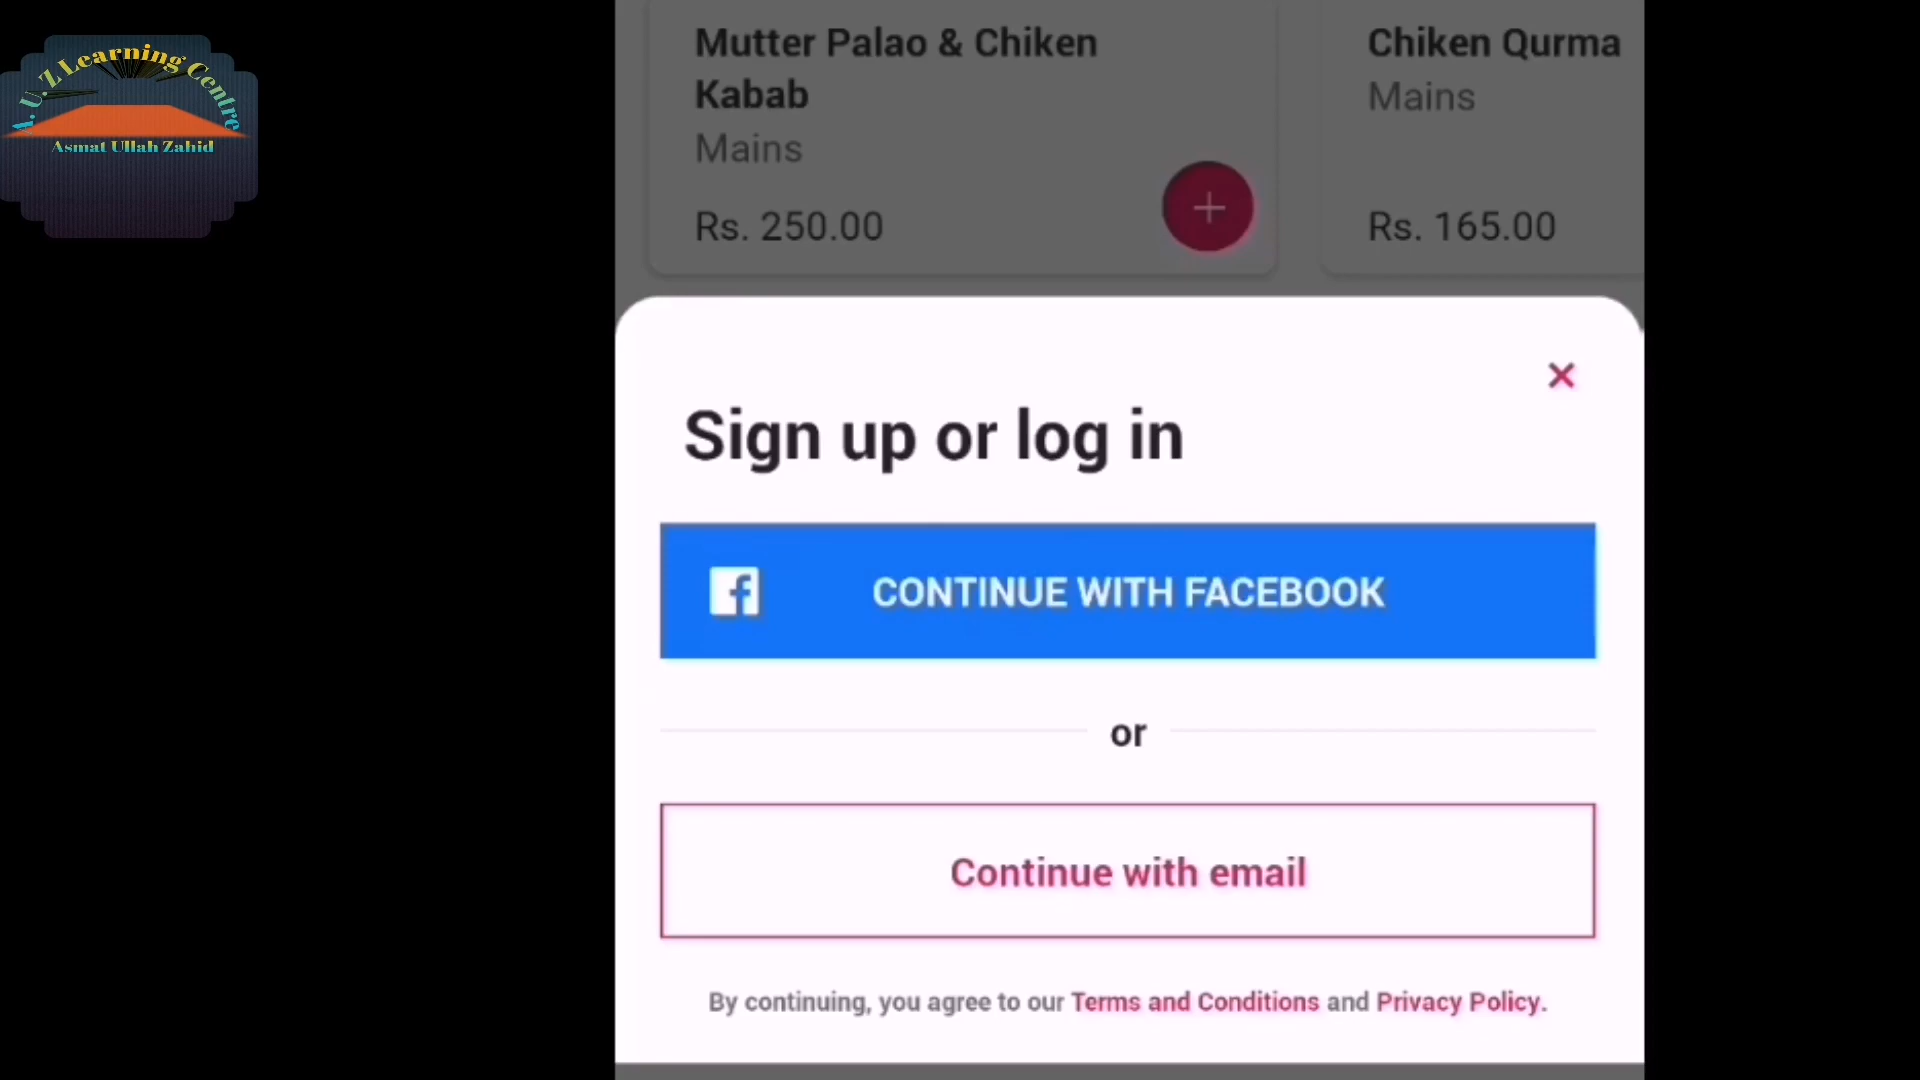 A. U. Z Learning Centre
Asmat Ullah Zahid
Mutter Palao & Chiken
Kabab
Mains
Rs. 250.00
Chiken Qurma
Mains
Rs. 165.00
Sign up or log in
CONTINUE WITH FACEBOOK
or
Continue with email
By continuing, you agree to our Terms and Conditions and Privacy Policy.